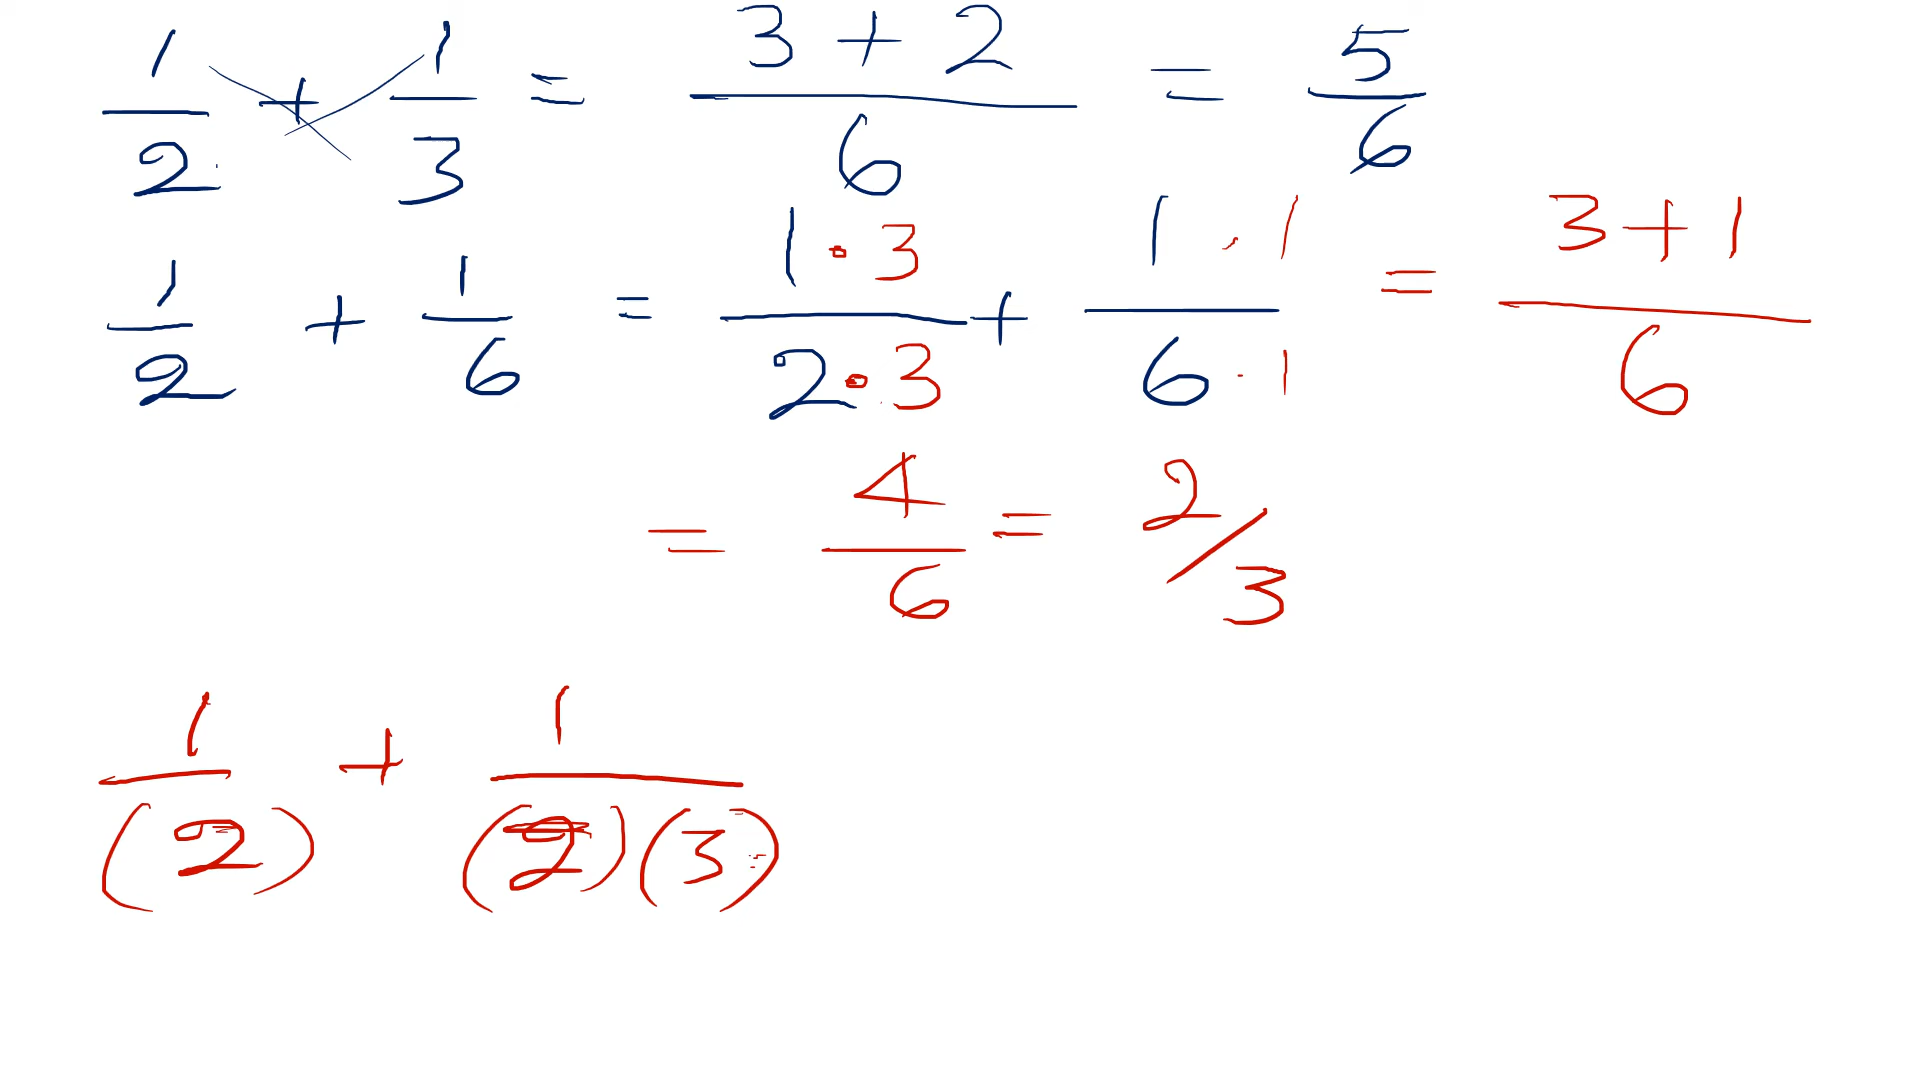 1/2 + 1/3 = (3 + 2)/6 = 5/6
1/2 + 1/6 = (1 · 3)/(2 · 3) + (1 · 1)/(6 · 1) = (3 + 1)/6
= 4/6 = 2/3
1/(2) + 1/((2)(3))